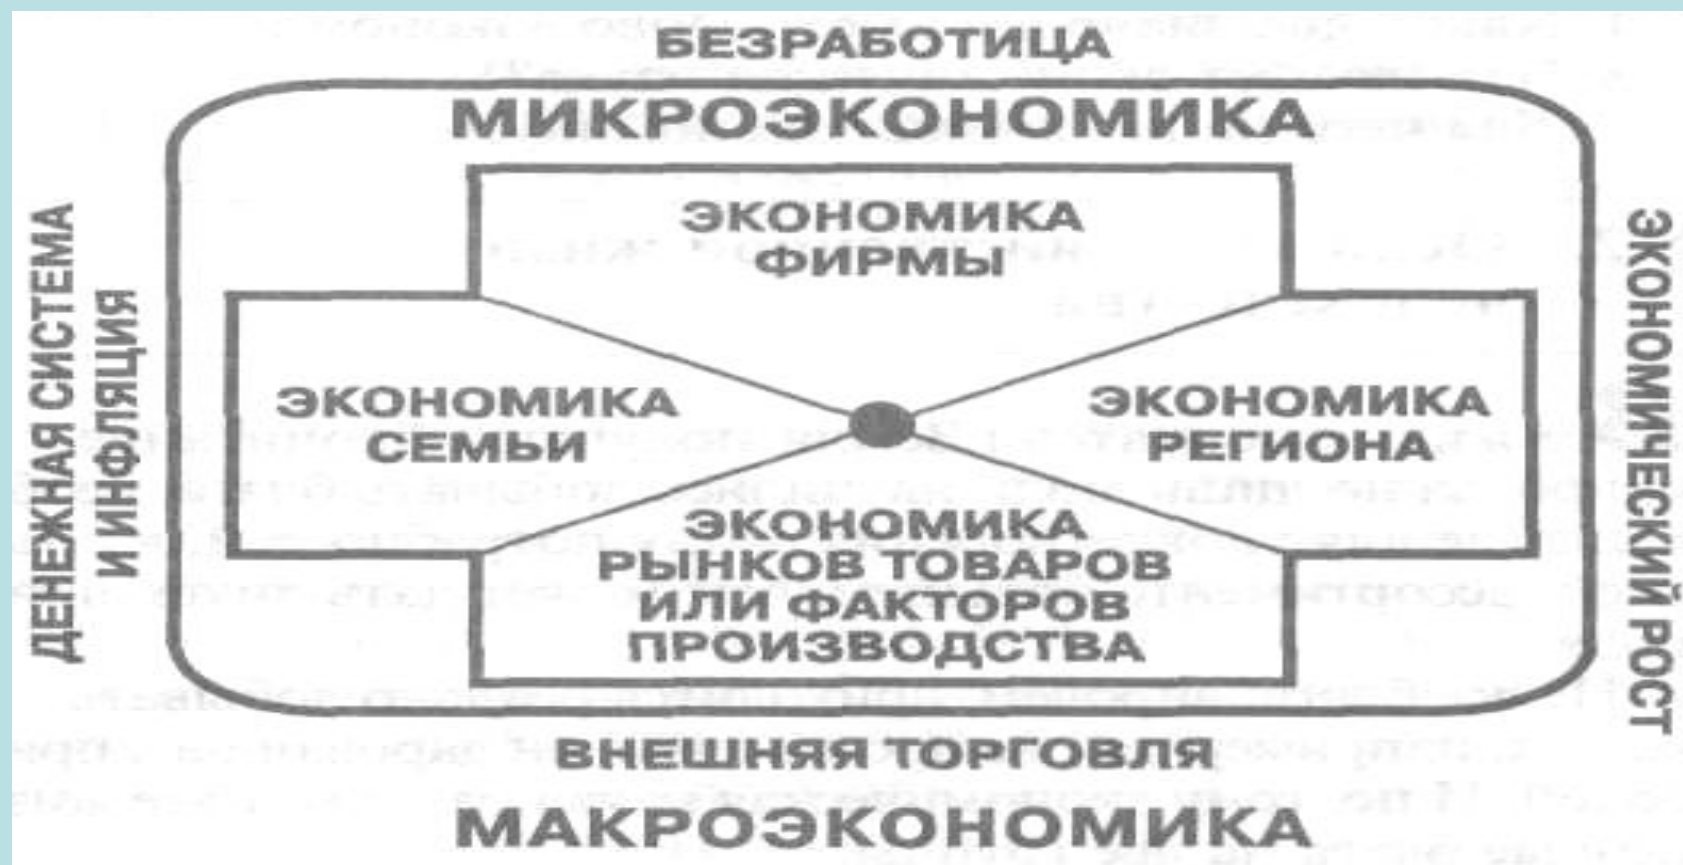 БЕЗРАБОТИЦА
МИКРОЭКОНОМИКА
ЭКОНОМИКА
ФИРМЫ
ДЕНЕЖНАЯ СИСТЕМА
И ИНФЛЯЦИЯ
ЭКОНОМИКА
СЕМЬИ
ЭКОНОМИКА
РЕГИОНА
ЭКОНОМИЧЕСКИЙ РОСТ
ЭКОНОМИКА
РЫНКОВ ТОВАРОВ
ИЛИ ФАКТОРОВ
ПРОИЗВОДСТВА
ВНЕШНЯЯ ТОРГОВЛЯ
МАКРОЭКОНОМИКА